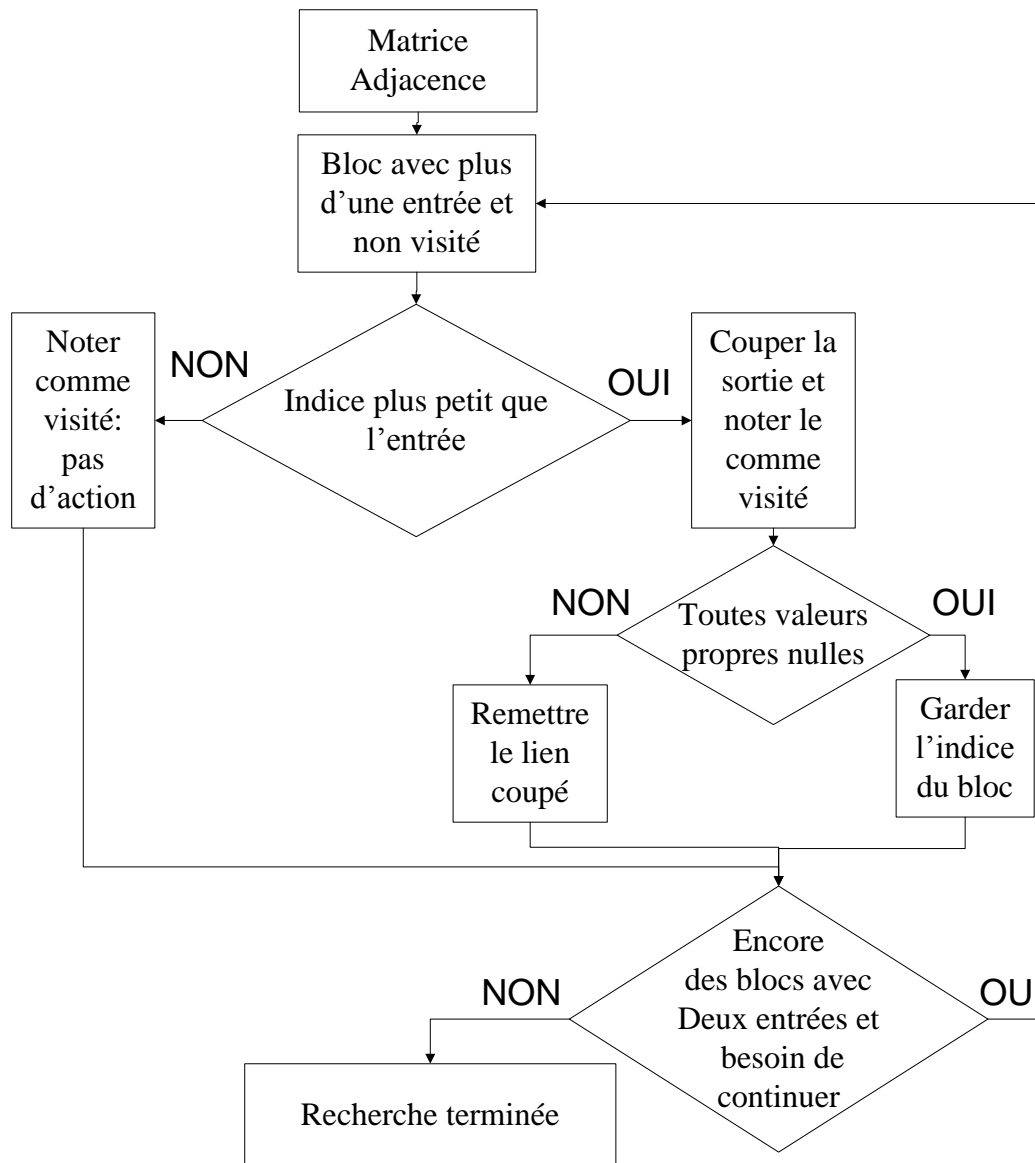 Matrice
Adjacence
Bloc avec plus
d’une entrée et
non visité
Noter
comme
visité:
pas
d’action
NON
Indice plus petit que
l’entrée
OUI
Couper la
sortie et
noter le
comme
visité
NON
Toutes valeurs
propres nulles
OUI
Remettre
le lien
coupé
Garder
l’indice
du bloc
NON
Encore
des blocs avec
Deux entrées et
besoin de
continuer
OU
Recherche terminée